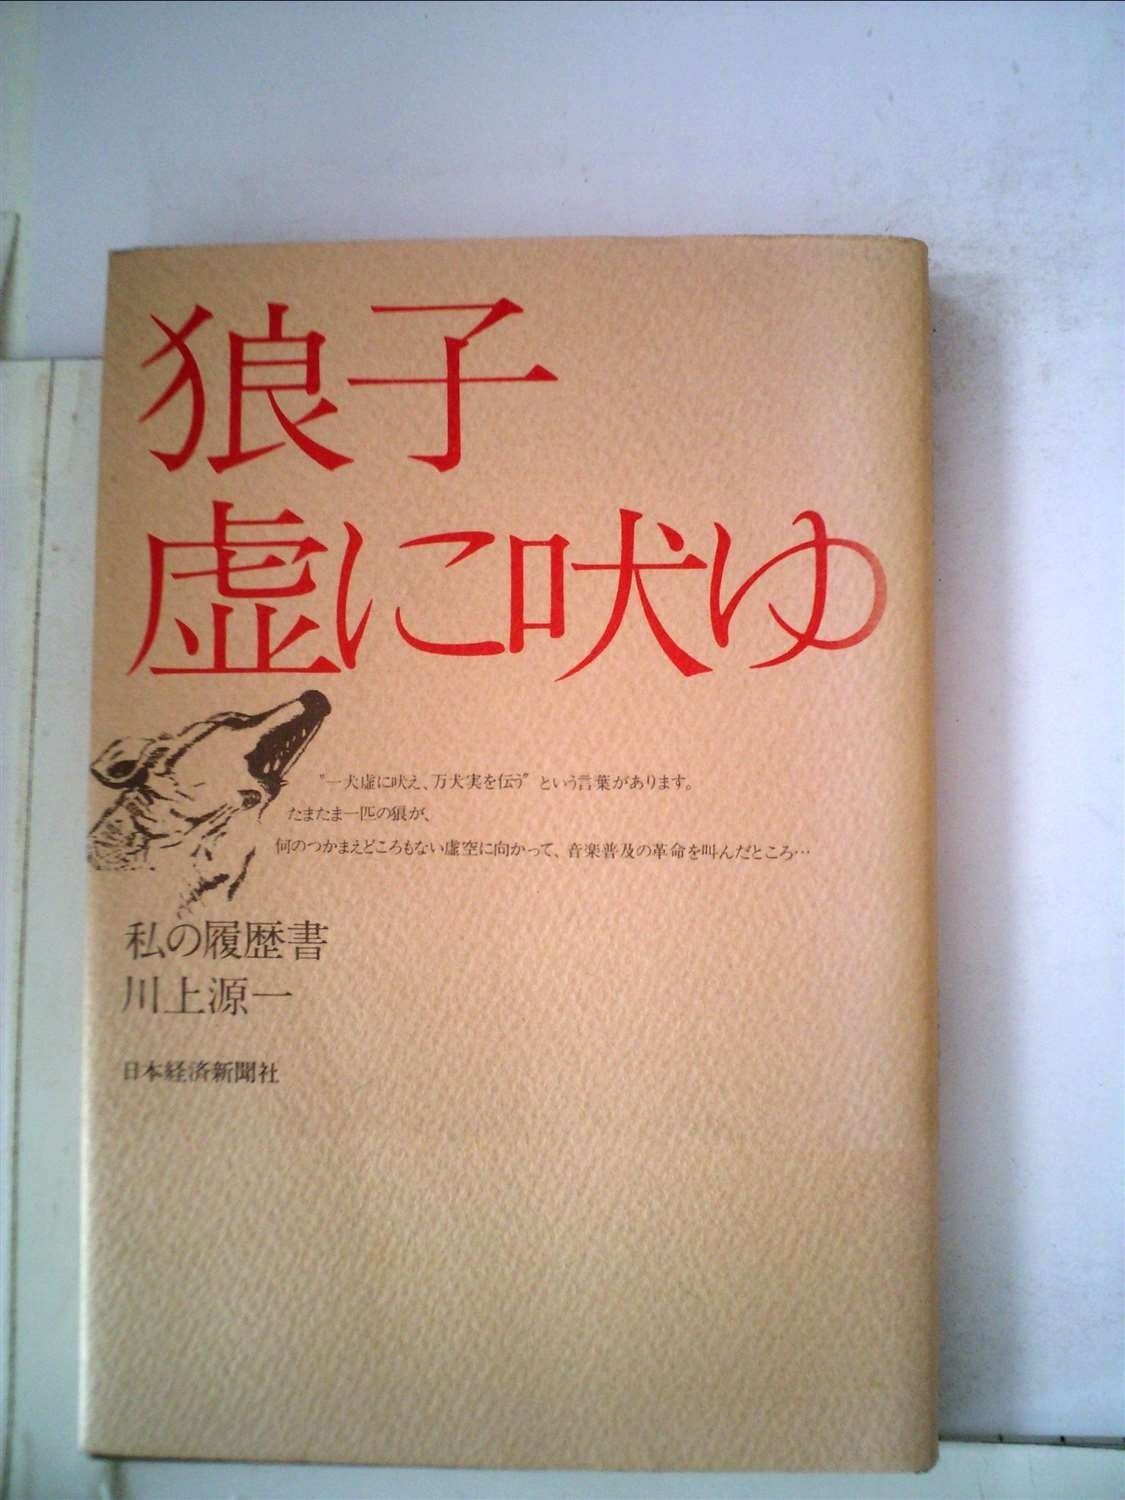 狼子
虚に吠ゆ
〝一犬虚に吠え、万犬実を伝う〟という言葉があります。
たまたま一匹の狼が、
何のつかまえどころもない虚空に向かって、音楽普及の革命を叫んだところ…
私の履歴書
川上源一
日本経済新聞社